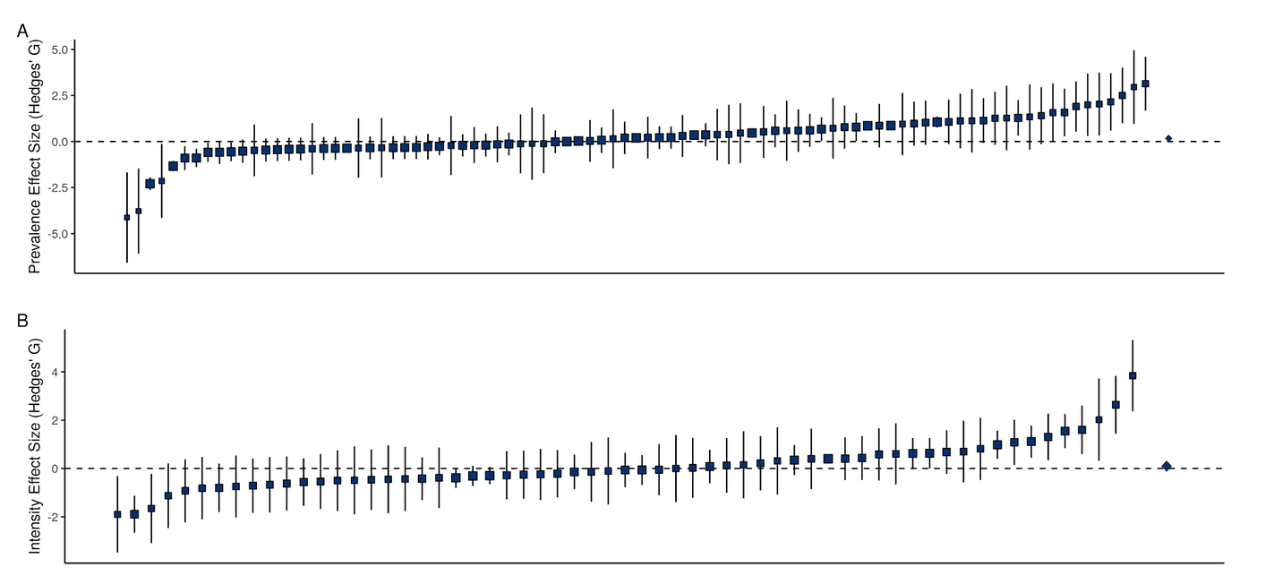 A
Prevalence Effect Size (Hedges' G)
5.0
2.5
0.0
-2.5
-5.0
B
Intensity Effect Size (Hedges' G)
4
2
0
-2